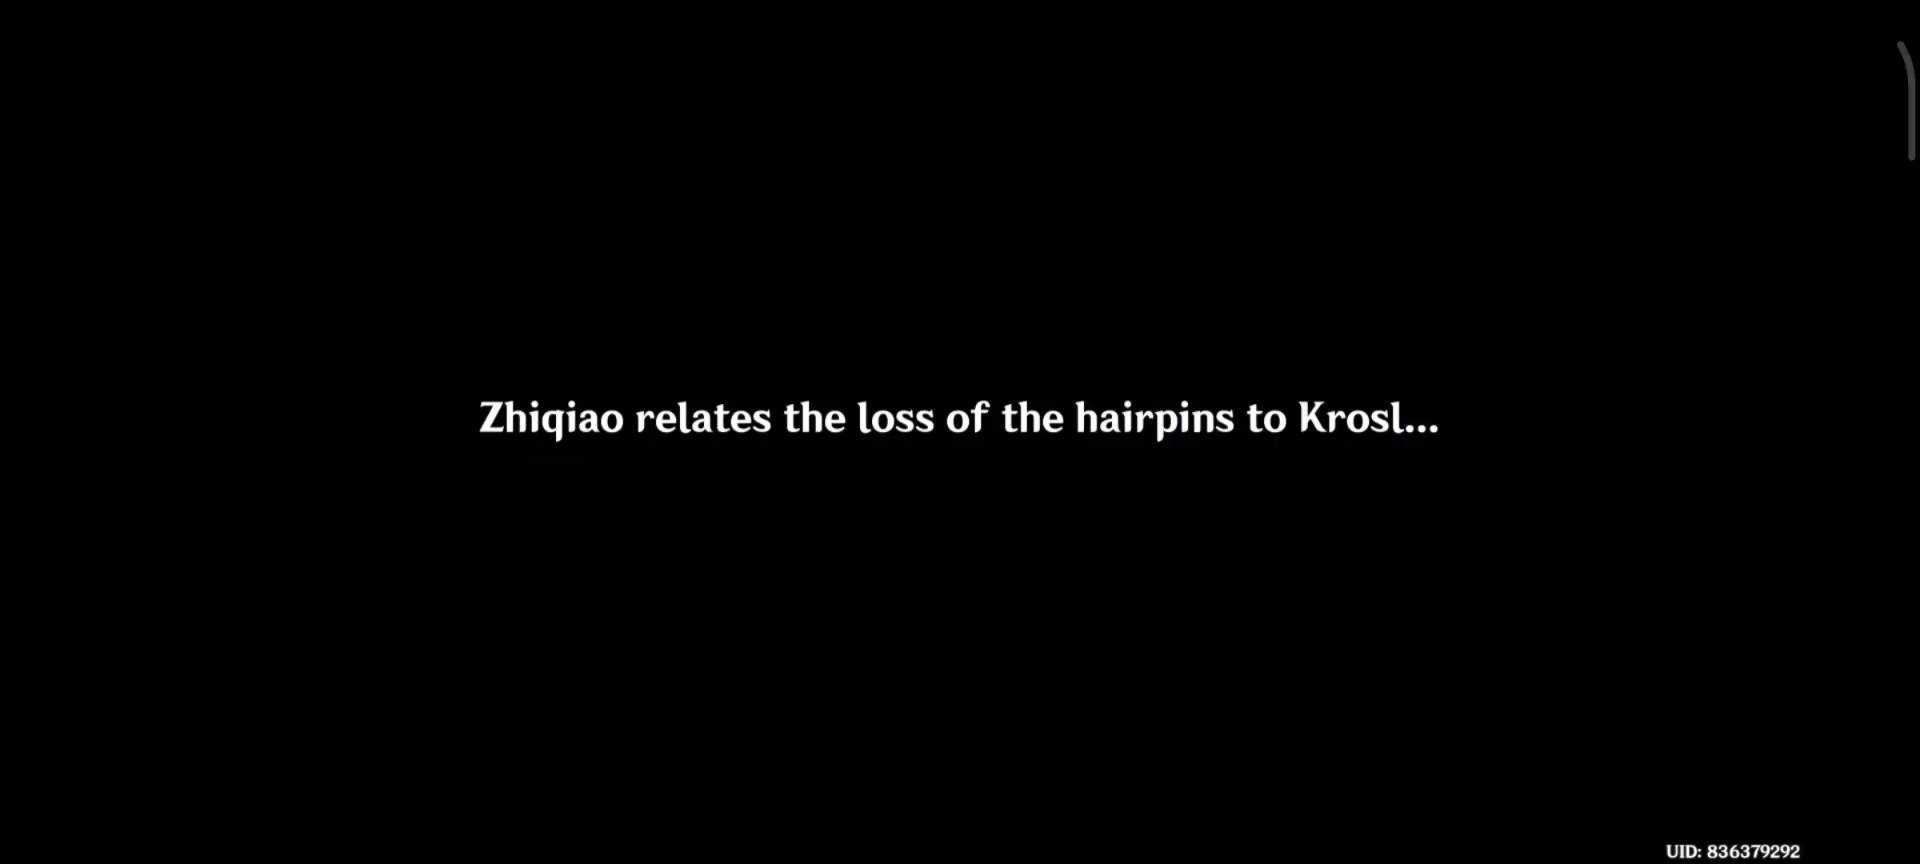 Zhiqiao relates the loss of the hairpins to Krosl...
UID: 836379292